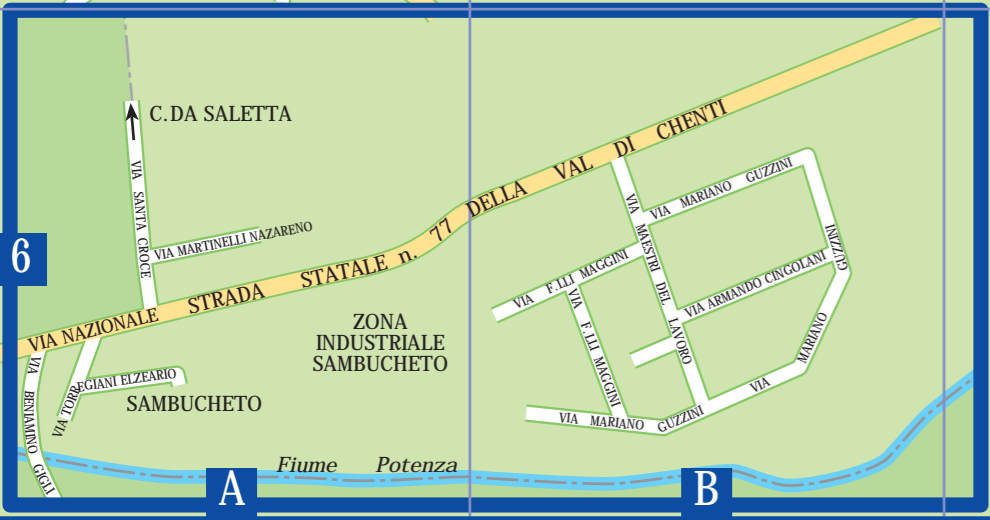 C.DA SALETTA
VIA SANTA CROCE
VIA MARTINELLI NAZARENO
VIA NAZIONALE STRADA STATALE n. 77 DELLA VAL DI CHENTI
VIA MARIANO GUZZINI
VIA MAESTRI DEL LAVORO
VIA F.LLI MAGGINI
VIA F.LLI MAGGINI
VIA ARMANDO CINGOLANI
6
ZONA
INDUSTRIALE
SAMBUCHETO
VIA TORREGIANI ELZEARIO
SAMBUCHETO
VIA BENIAMINO GIGLI
VIA MARIANO GUZZINI
VIA MARIANO GUZZINI
Fiume Potenza
A
B